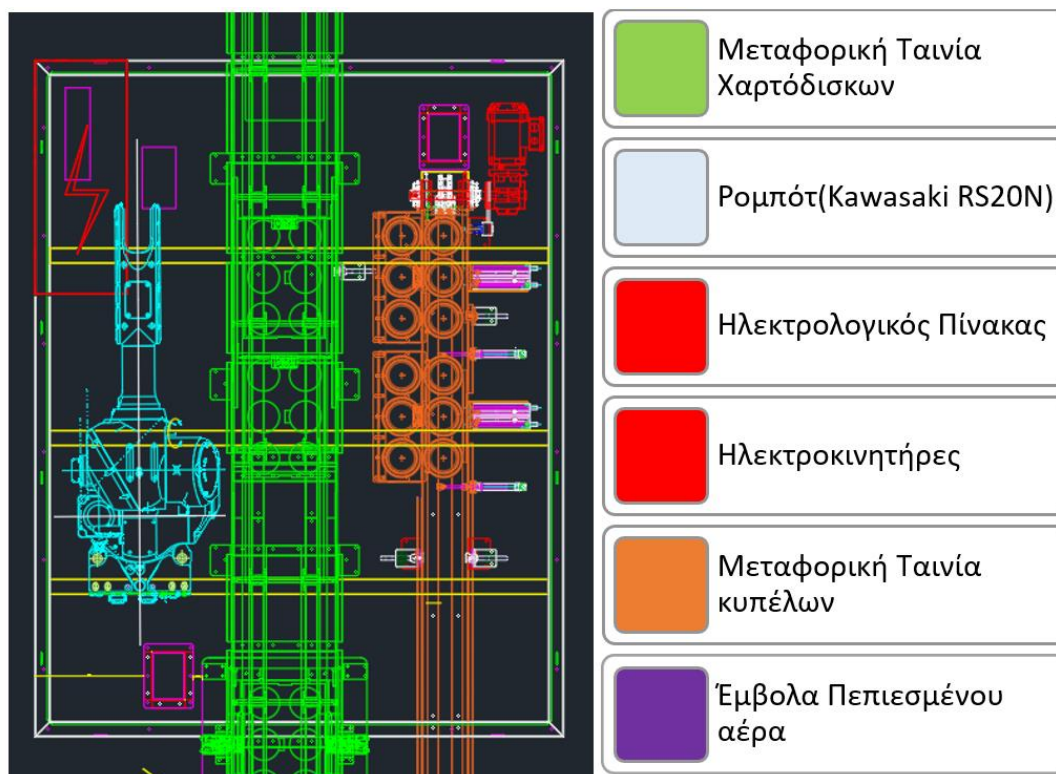 Μεταφορική Ταινία
Χαρτόδισκων
Ρομπότ(Kawasaki RS20N)
Ηλεκτρολογικός Πίνακας
Ηλεκτροκινητήρες
Μεταφορική Ταινία
κυπέλων
Έμβολα Πεπιεσμένου
αέρα